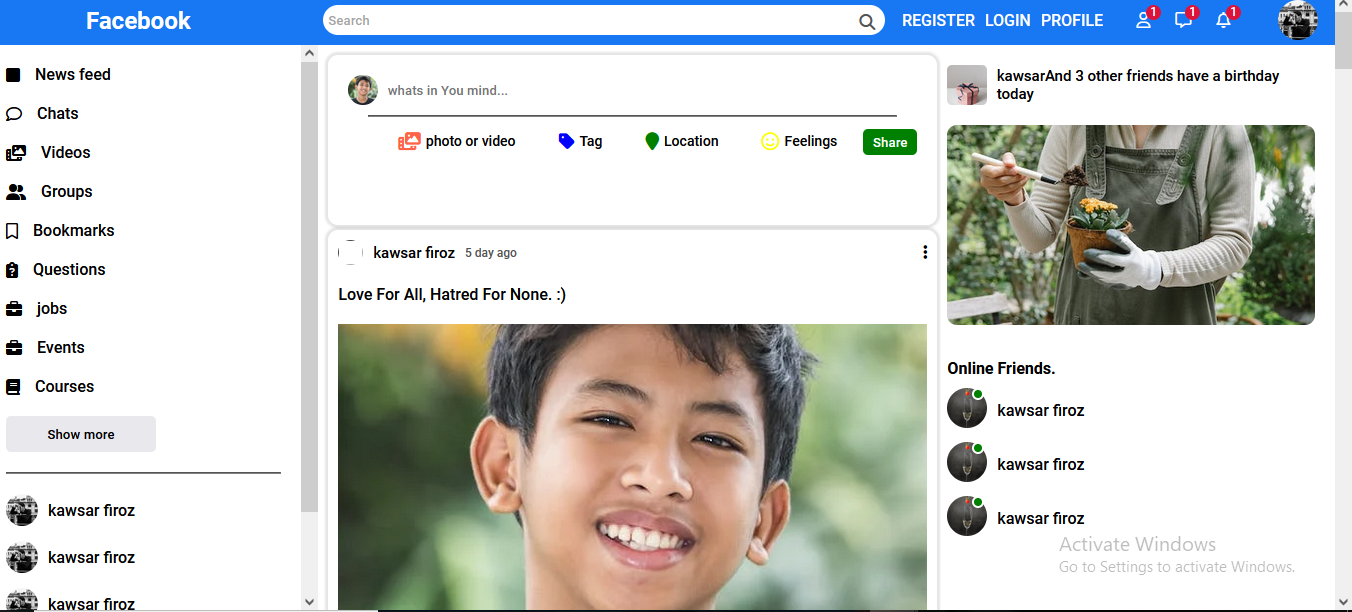 Facebook
Search
REGISTER LOGIN PROFILE
1
1
1
News feed
Chats
Videos
Groups
Bookmarks
Questions
jobs
Events
Courses
Show more
kawsar firoz
kawsar firoz
kawsar firoz
whats in You mind...
photo or video
Tag
Location
Feelings
Share
kawsar firoz 5 day ago
Love For All, Hatred For None. :)
kawsarAnd 3 other friends have a birthday
today
Online Friends.
kawsar firoz
kawsar firoz
kawsar firoz
Activate Windows
Go to Settings to activate Windows.